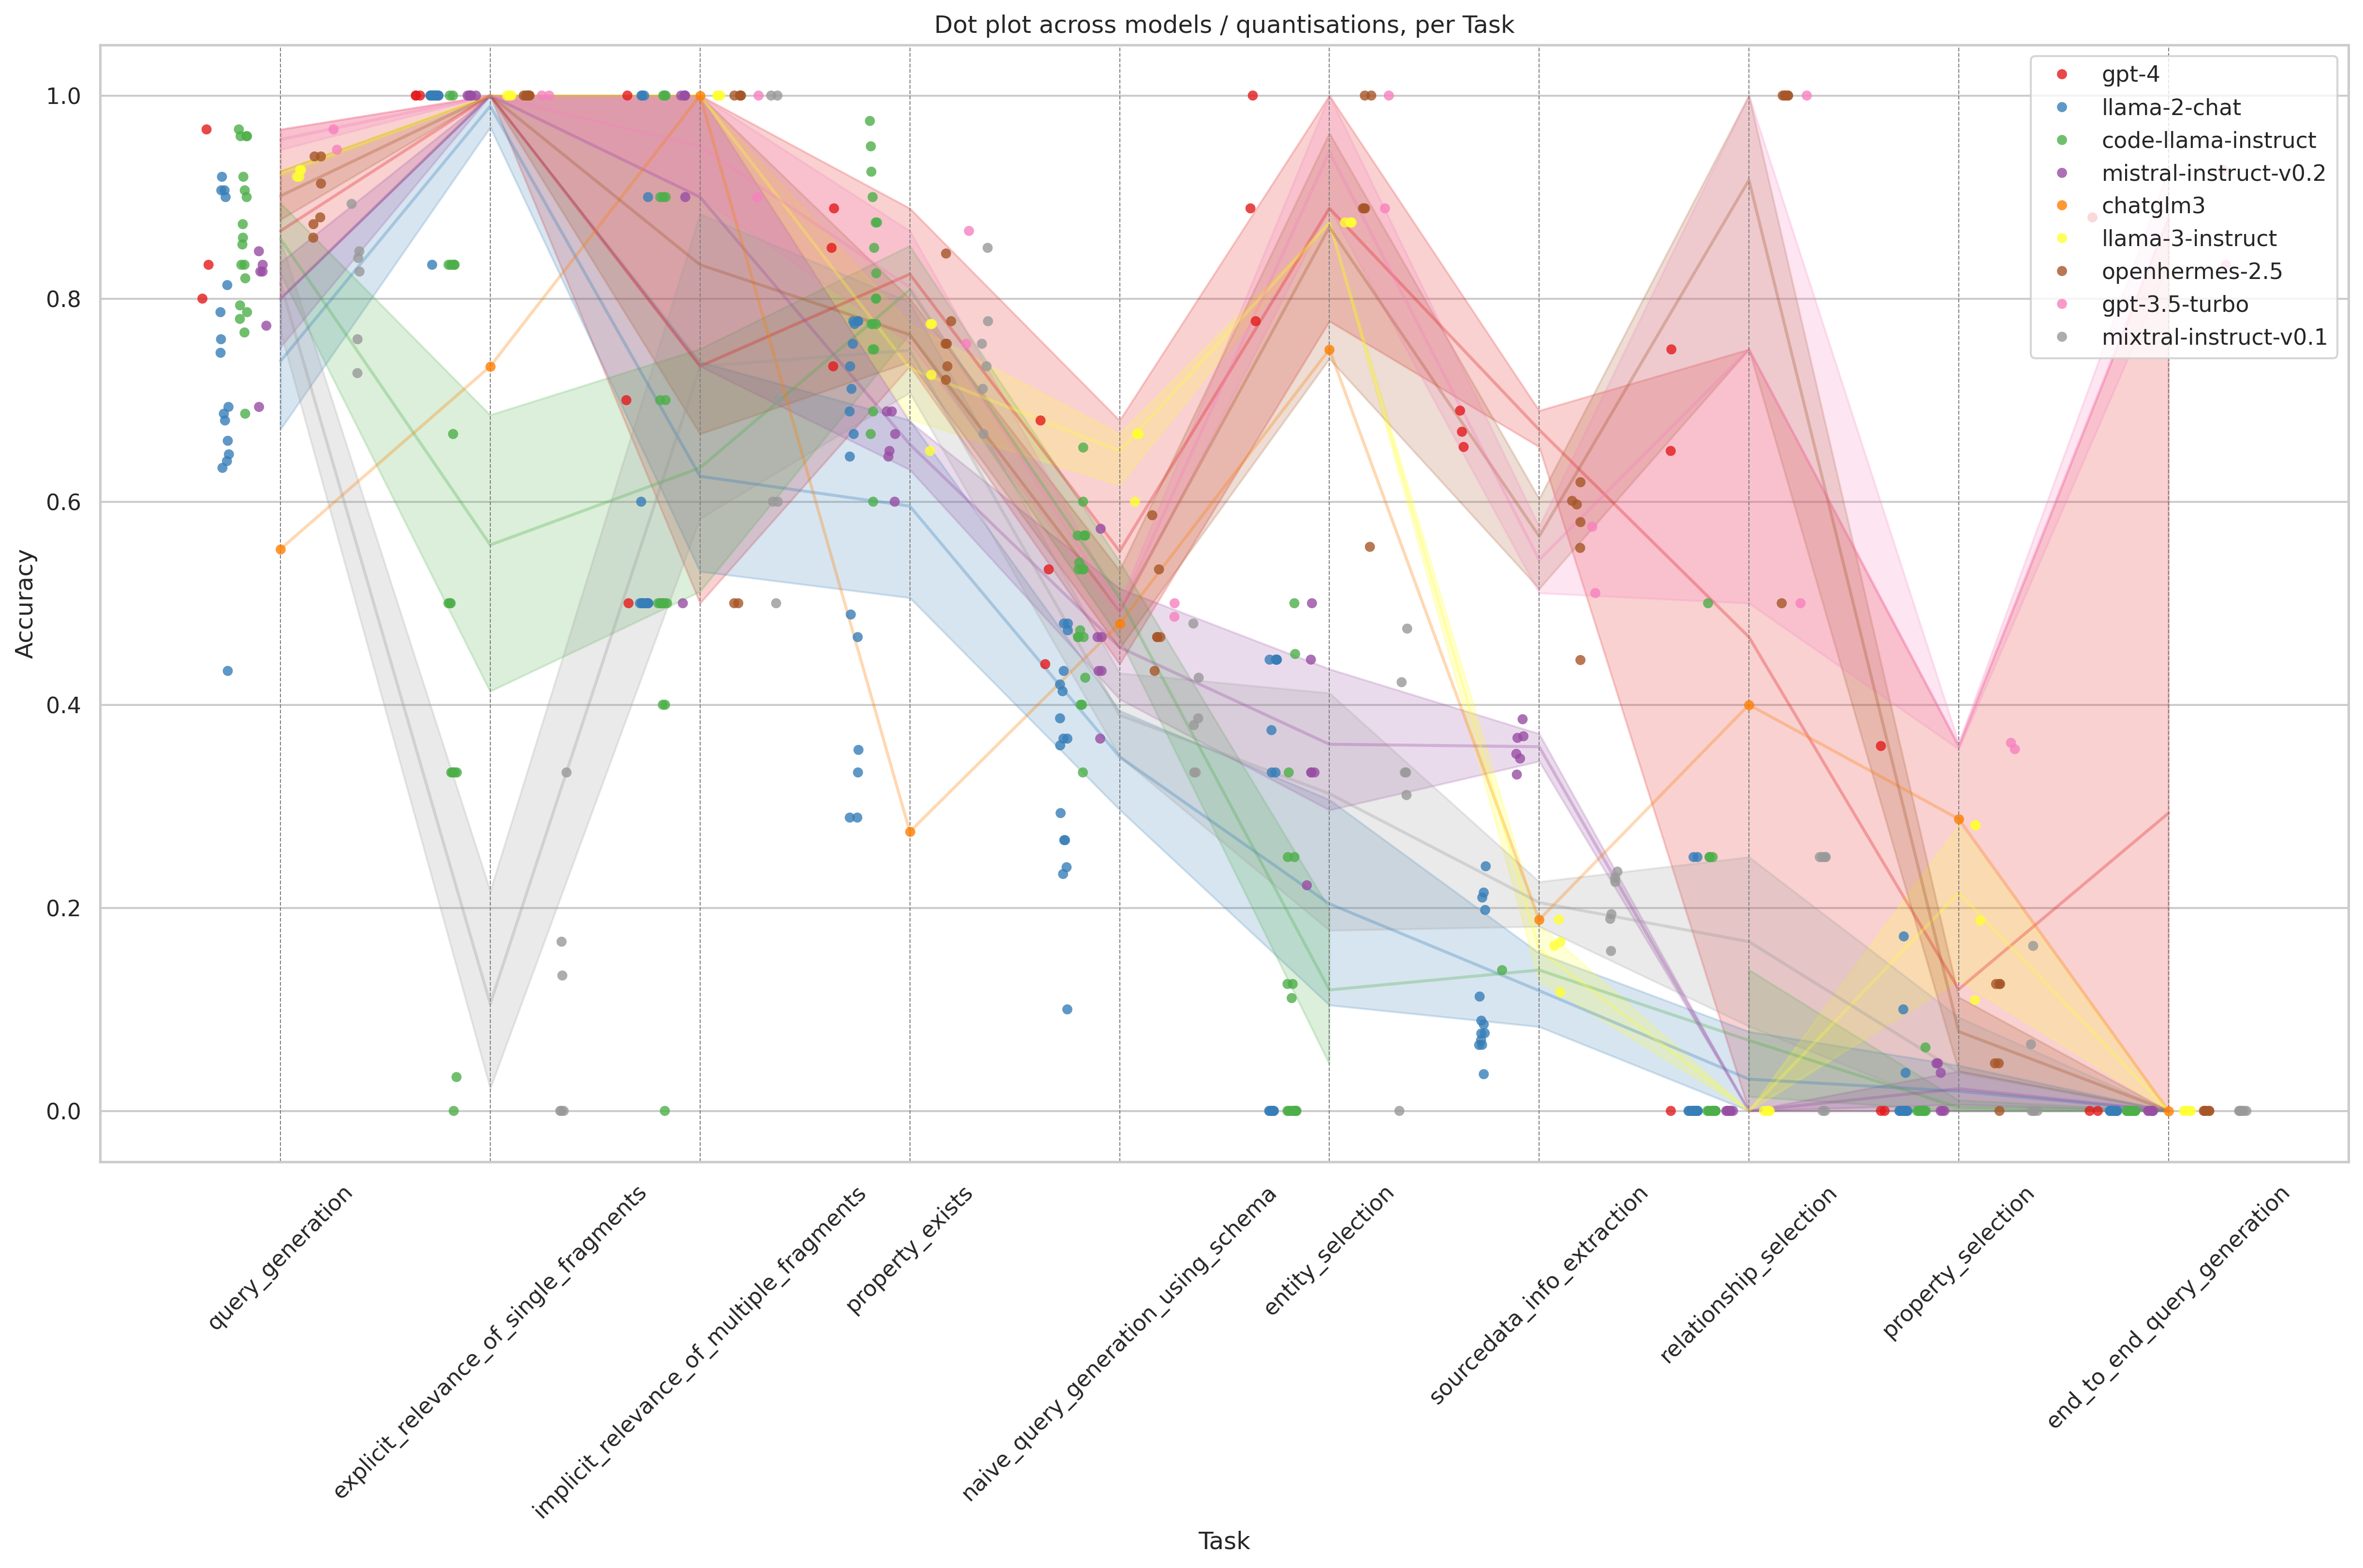 Dot plot across models / quantisations, per Task
gpt-4
llama-2-chat
code-llama-instruct
mistral-instruct-v0.2
chatglm3
llama-3-instruct
openhermes-2.5
gpt-3.5-turbo
mixtral-instruct-v0.1
Accuracy
1.0
0.8
0.6
0.4
0.2
0.0
query_generation
explicit_relevance_of_single_fragments
implicit_relevance_of_multiple_fragments
property_exists
naive_query_generation_using_schema
entity_selection
sourcedata_info_extraction
relationship_selection
property_selection
end_to_end_query_generation
Task